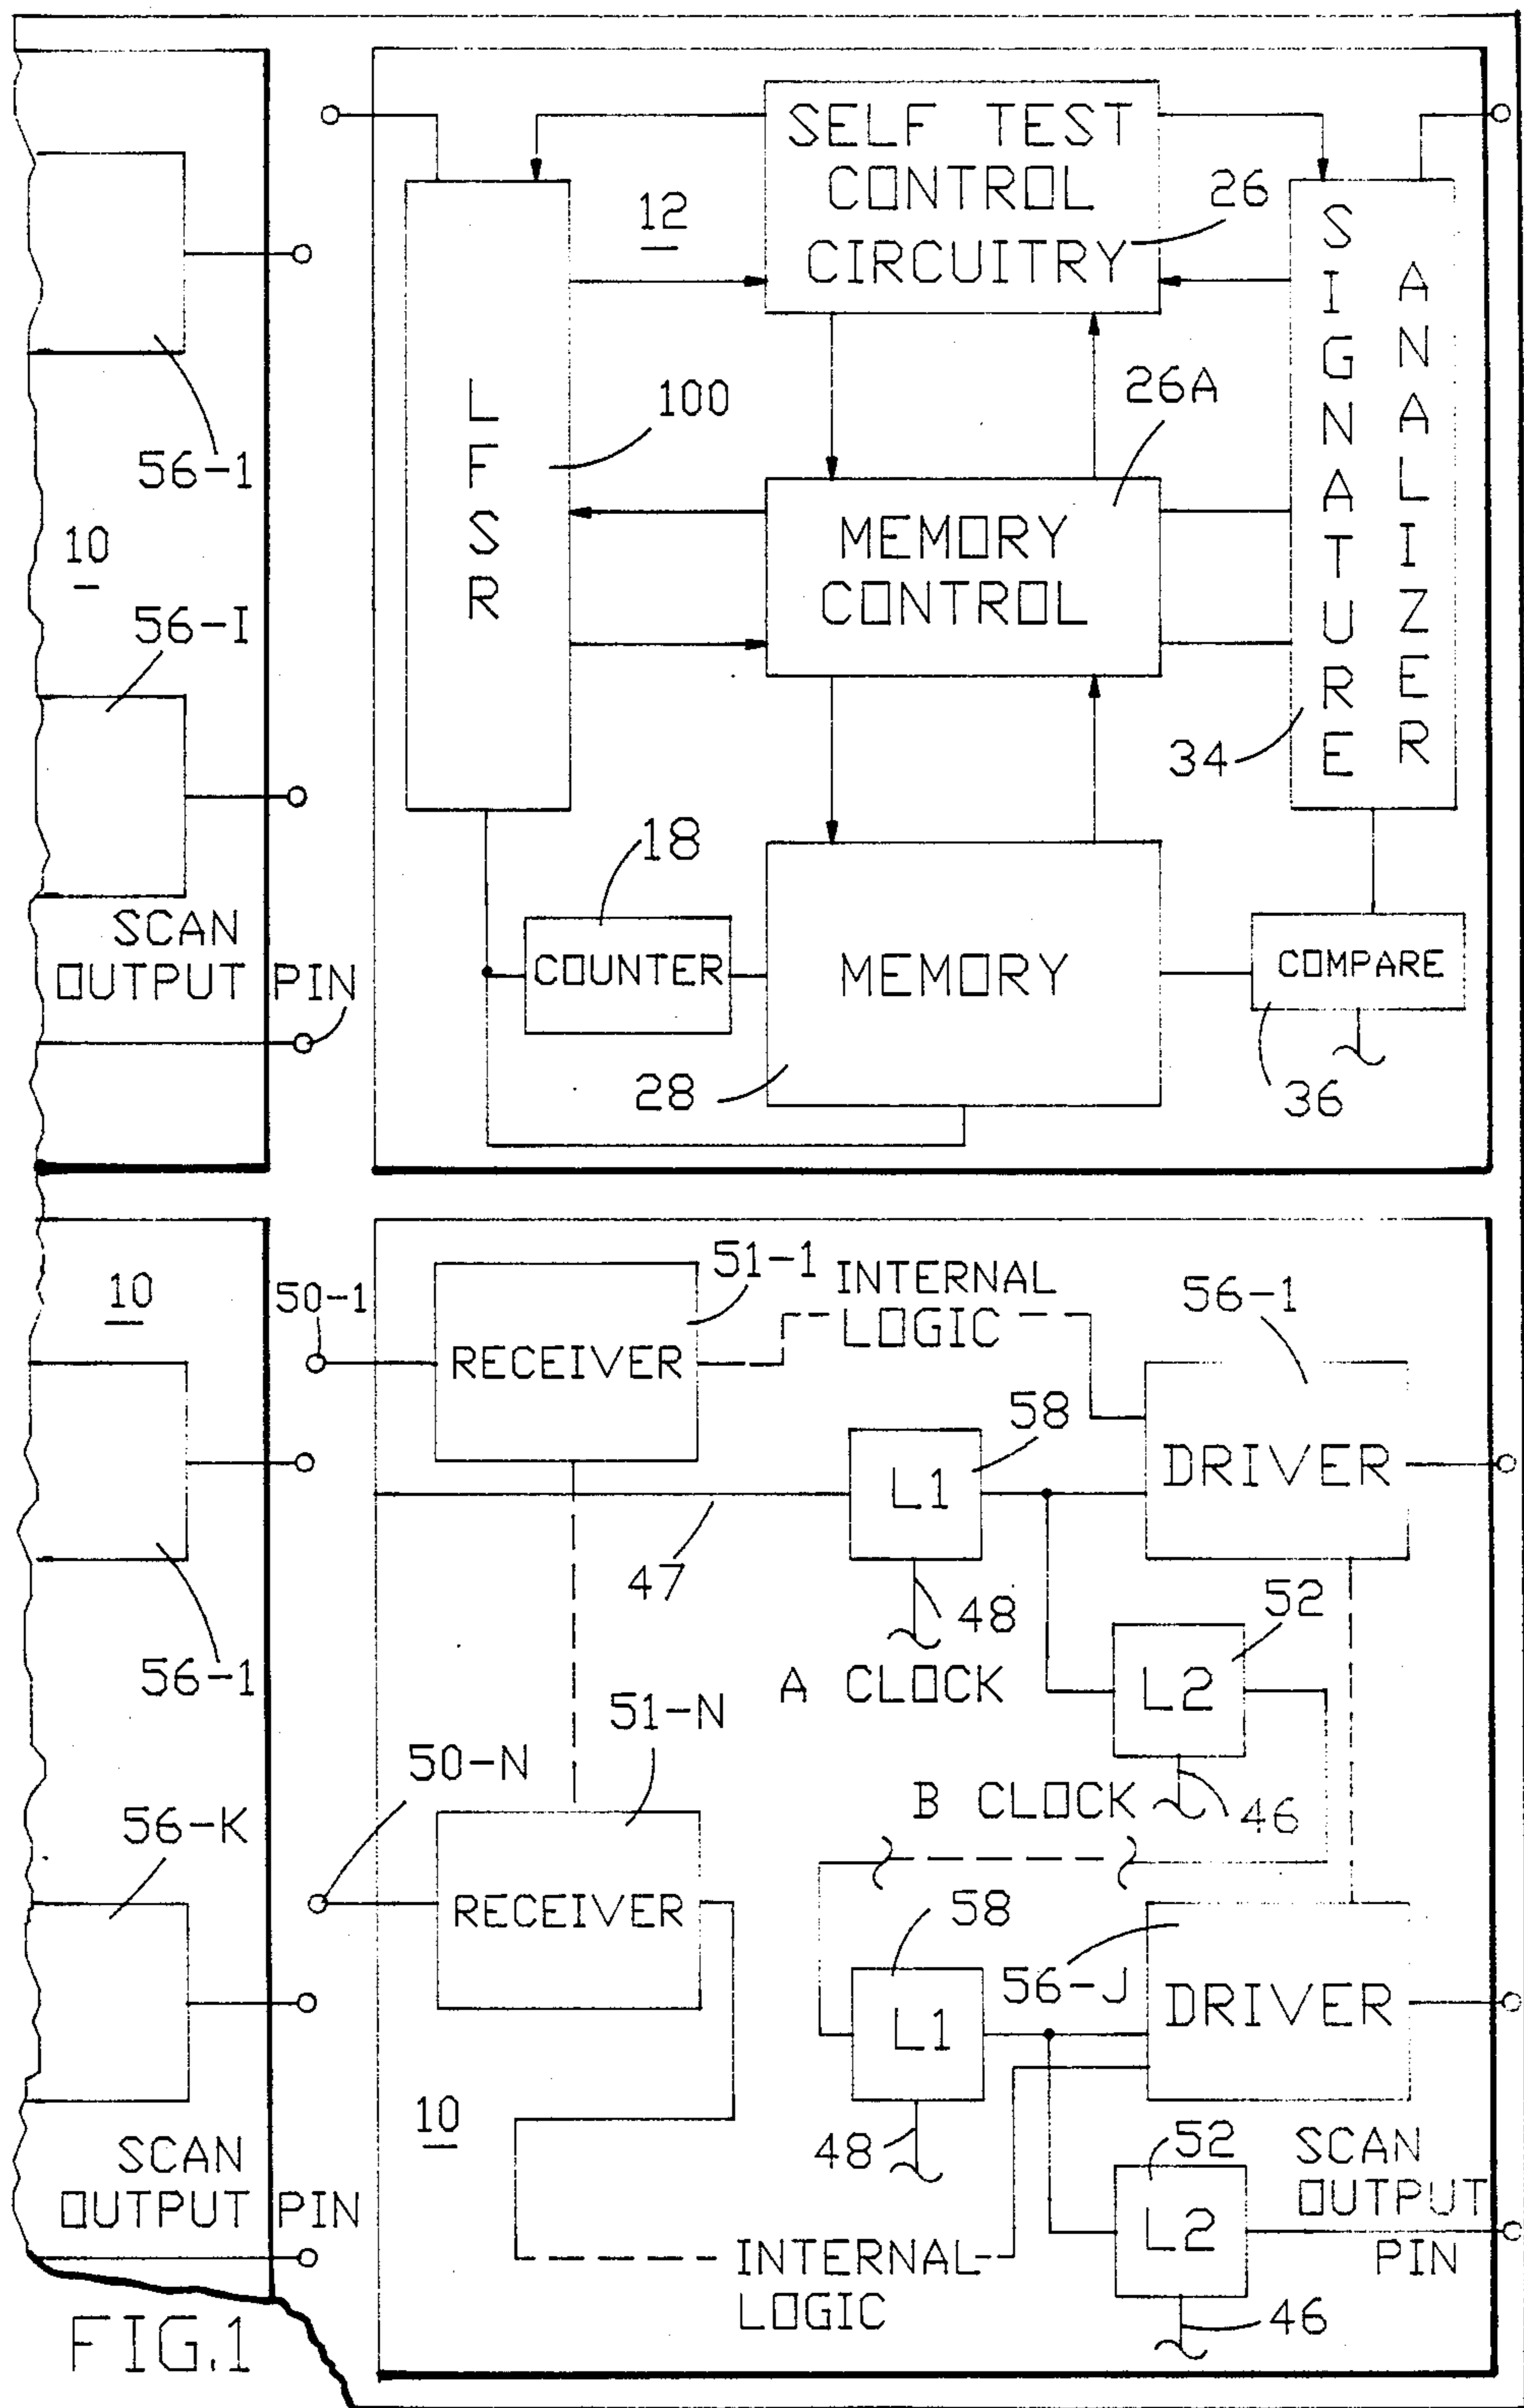 SELF TEST
CONTROL
CIRCUITRY
26
12
LFSR
100
SIGNATURE
ANALIZER
34
26A
MEMORY
CONTROL
56-1
10
56-I
SCAN
OUTPUT PIN
18
COUNTER
MEMORY
28
COMPARE
36
10
50-1
51-1
RECEIVER
INTERNAL
LOGIC
56-1
DRIVER
58
L1
47
48
A CLOCK
52
L2
46
B CLOCK
56-1
51-N
50-N
56-K
RECEIVER
58
L1
56-J
DRIVER
10
48
52
L2
SCAN
OUTPUT
PIN
SCAN
OUTPUT PIN
INTERNAL
LOGIC
46
FIG.1